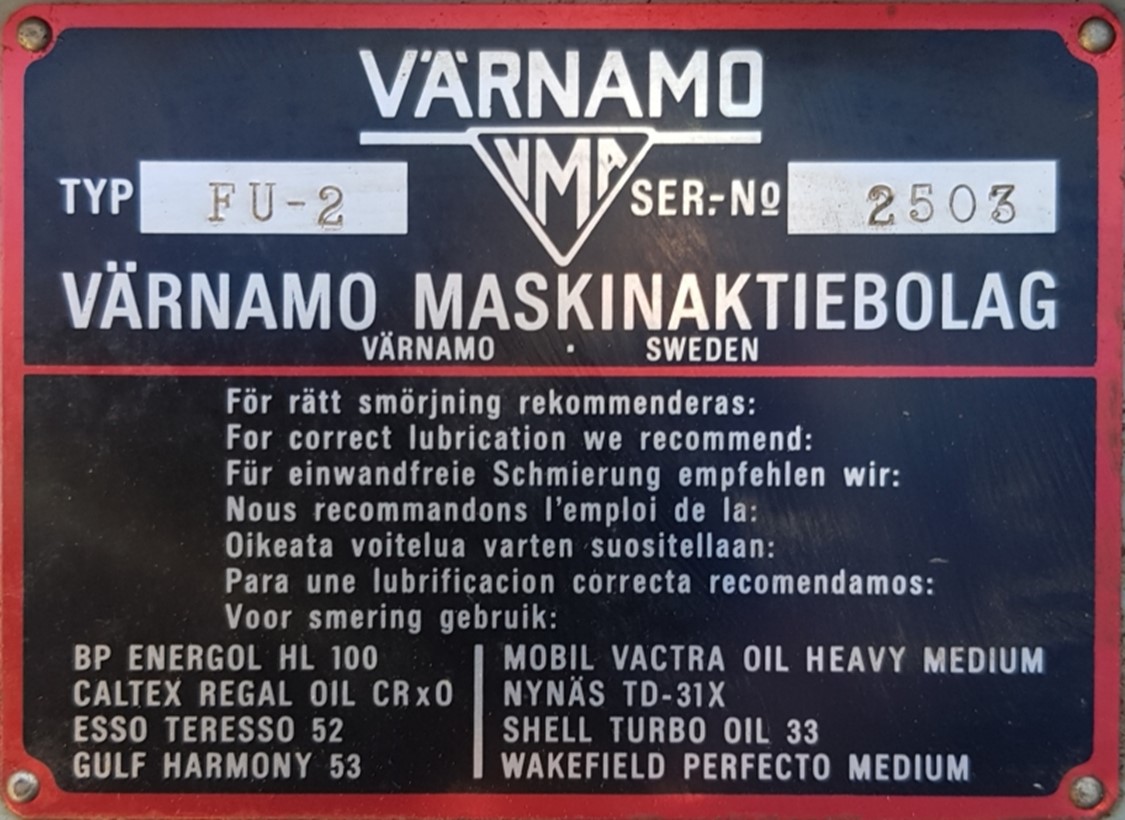 VÄRNAMO
VMA
TYP FU-2 SER.-Nº 2503
VÄRNAMO MASKINAKTIEBOLAG
VÄRNAMO · SWEDEN
För rätt smörjning rekommenderas:
For correct lubrication we recommend:
Für einwandfreie Schmierung empfehlen wir:
Nous recommandons l'emploi de la:
Oikeata voitelua varten suositellaan:
Para une lubrificacion correcta recomendamos:
Voor smering gebruik:
BP ENERGOL HL 100
CALTEX REGAL OIL CRxO
ESSO TERESSO 52
GULF HARMONY 53
MOBIL VACTRA OIL HEAVY MEDIUM
NYNÄS TD-31X
SHELL TURBO OIL 33
WAKEFIELD PERFECTO MEDIUM